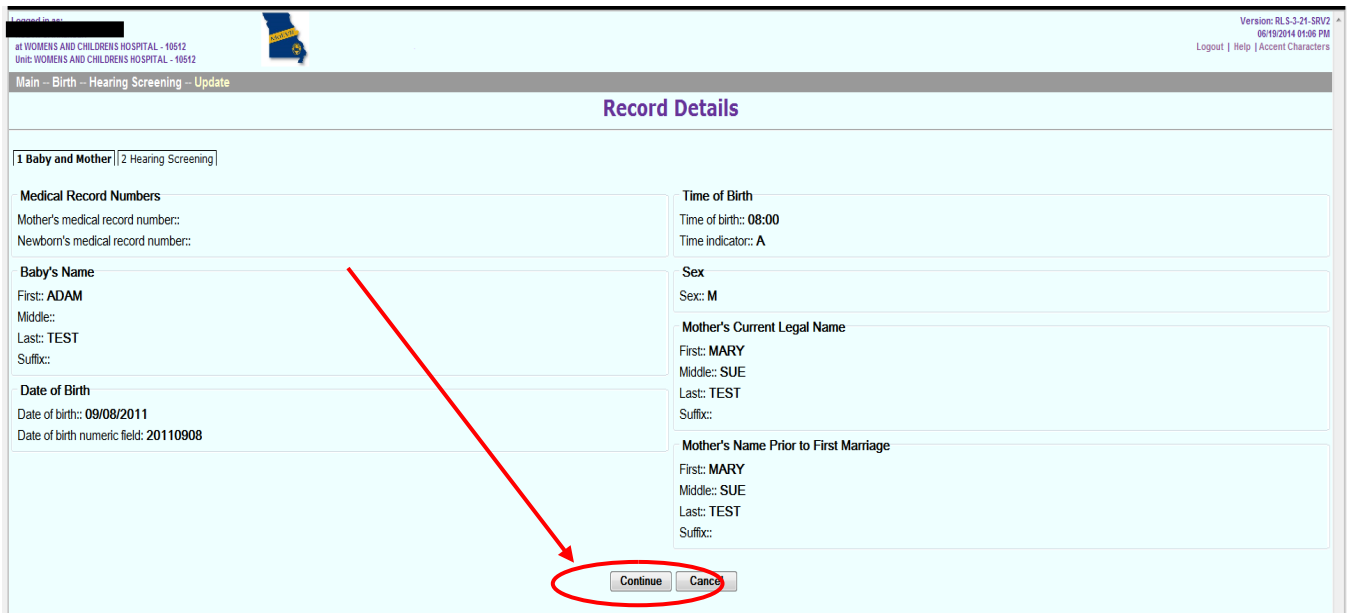 Logged in as:
at WOMENS AND CHILDRENS HOSPITAL - 10512
Unit: WOMENS AND CHILDRENS HOSPITAL - 10512
MoEVR
Version: RLS-3-21-SRV2
06/19/2014 01:06 PM
Logout | Help | Accent Characters
Main -- Birth -- Hearing Screening -- Update
Record Details
1 Baby and Mother 2 Hearing Screening
Medical Record Numbers
Mother's medical record number::
Newborn's medical record number::
Baby's Name
First:: ADAM
Middle::
Last:: TEST
Suffix::
Date of Birth
Date of birth:: 09/08/2011
Date of birth numeric field: 20110908
Time of Birth
Time of birth:: 08:00
Time indicator:: A
Sex
Sex:: M
Mother's Current Legal Name
First:: MARY
Middle:: SUE
Last:: TEST
Suffix::
Mother's Name Prior to First Marriage
First:: MARY
Middle:: SUE
Last:: TEST
Suffix::
Continue Cancel